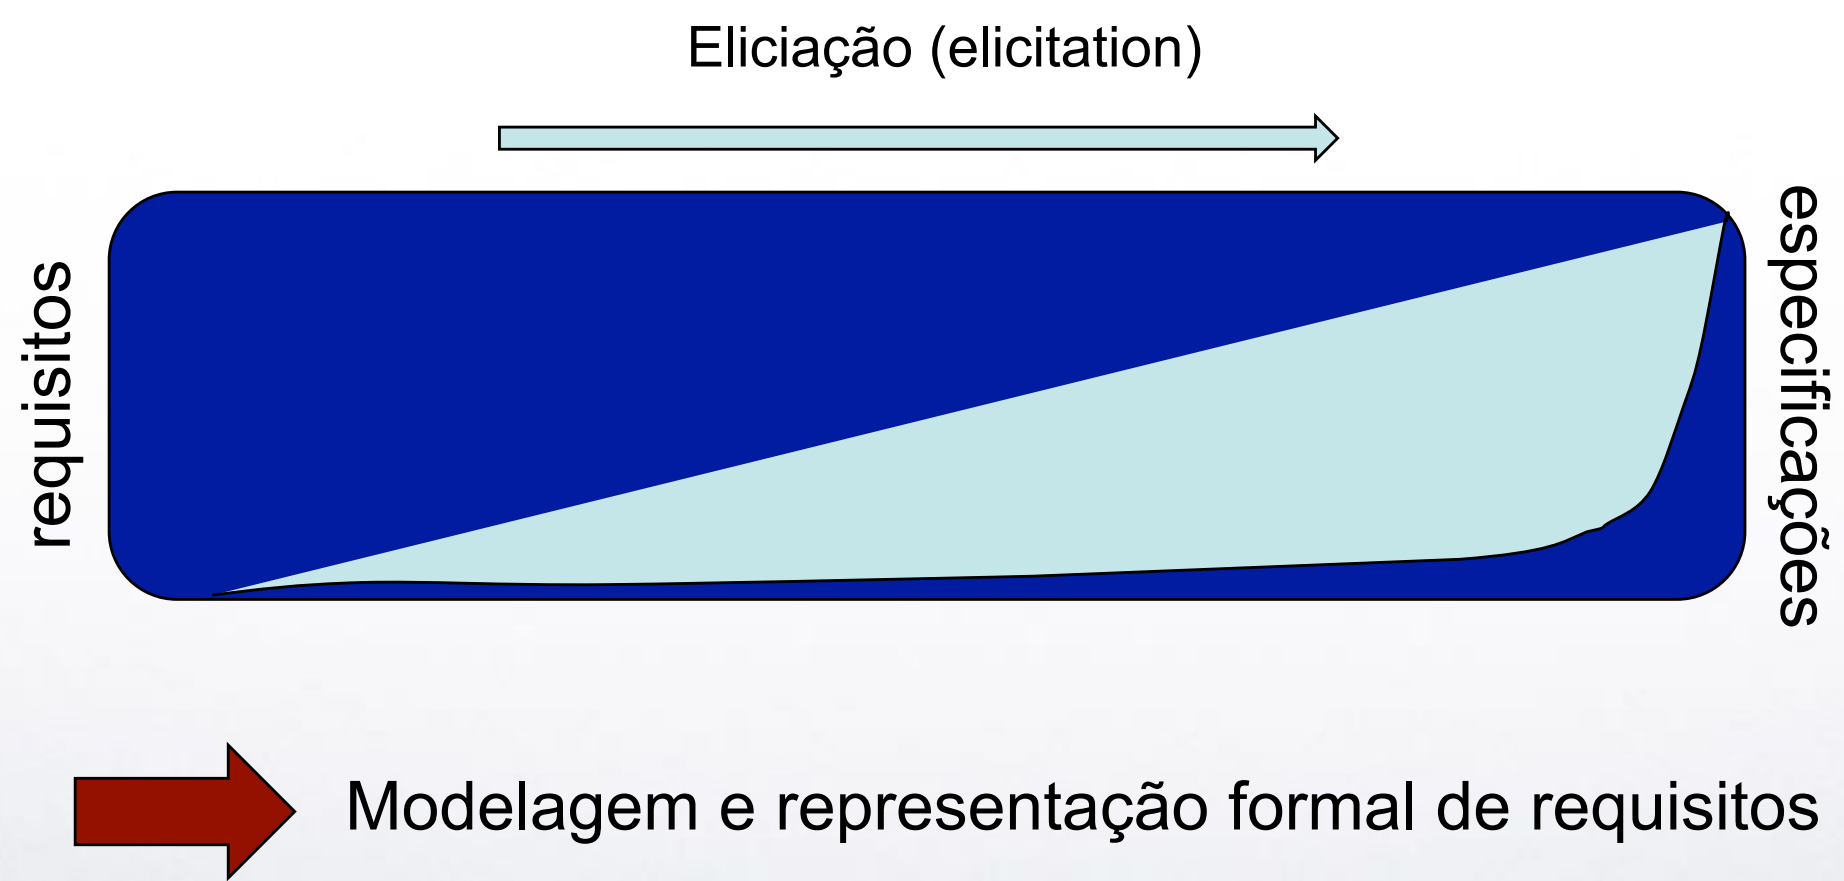 Eliciação (elicitation)
requisitos
especificações
Modelagem e representação formal de requisitos